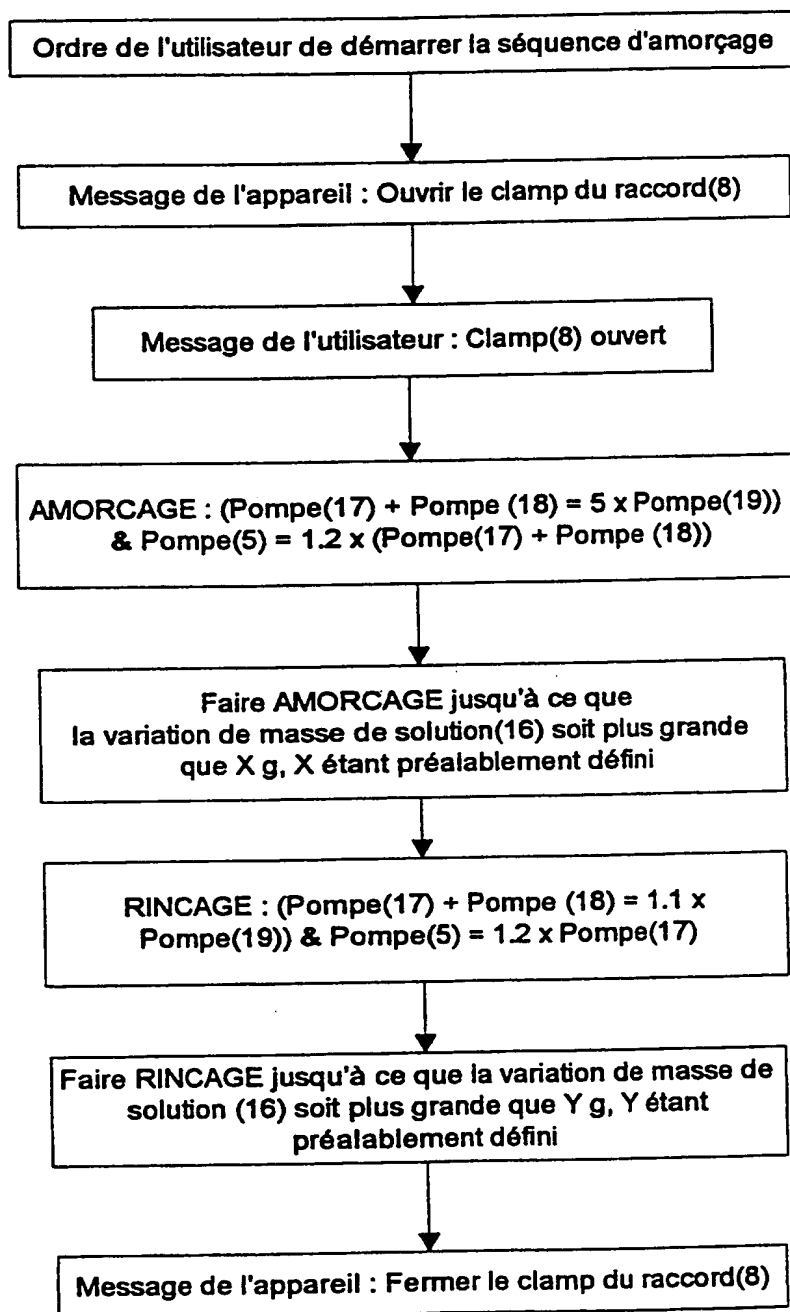 Ordre de l'utilisateur de démarrer la séquence d'amorçage
Message de l'appareil : Ouvrir le clamp du raccord(8)
Message de l'utilisateur : Clamp(8) ouvert
AMORCAGE : (Pompe(17) + Pompe (18) = 5 x Pompe(19))
& Pompe(5) = 1.2 x (Pompe(17) + Pompe (18))
Faire AMORCAGE jusqu'à ce que
la variation de masse de solution(16) soit plus grande
que X g, X étant préalablement défini
RINCAGE : (Pompe(17) + Pompe (18) = 1.1 x
Pompe(19)) & Pompe(5) = 1.2 x Pompe(17)
Faire RINCAGE jusqu'à ce que la variation de masse de
solution (16) soit plus grande que Y g, Y étant
préalablement défini
Message de l'appareil : Fermer le clamp du raccord(8)